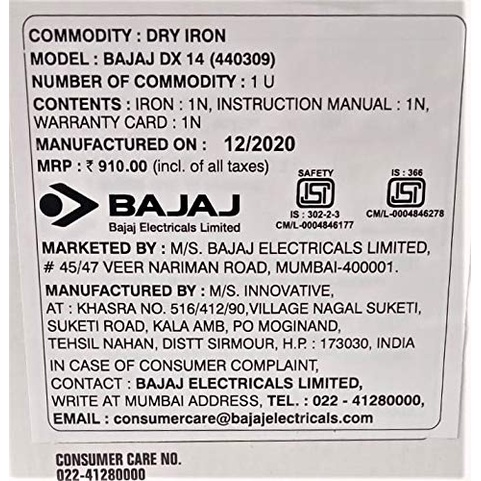 COMMODITY : DRY IRON
MODEL : BAJAJ DX 14 (440309)
NUMBER OF COMMODITY : 1 U
CONTENTS : IRON : 1N, INSTRUCTION MANUAL : 1N,
WARRANTY CARD : 1N
MANUFACTURED ON : 12/2020
MRP : ₹ 910.00 (incl. of all taxes)
SAFETY
IS : 302-2-3
CM/L-0004846177
IS : 366
CM/L-0004846278
BAJAJ
Bajaj Electricals Limited
MARKETED BY : M/S. BAJAJ ELECTRICALS LIMITED,
# 45/47 VEER NARIMAN ROAD, MUMBAI-400001.
MANUFACTURED BY : M/S. INNOVATIVE,
AT : KHASRA NO. 516/412/90,VILLAGE NAGAL SUKETI,
SUKETI ROAD, KALA AMB, PO MOGINAND,
TEHSIL NAHAN, DISTT SIRMOUR, H.P. : 173030, INDIA
IN CASE OF CONSUMER COMPLAINT,
CONTACT : BAJAJ ELECTRICALS LIMITED,
WRITE AT MUMBAI ADDRESS, TEL. : 022 - 41280000,
EMAIL : consumercare@bajajelectricals.com
CONSUMER CARE NO.
022-41280000